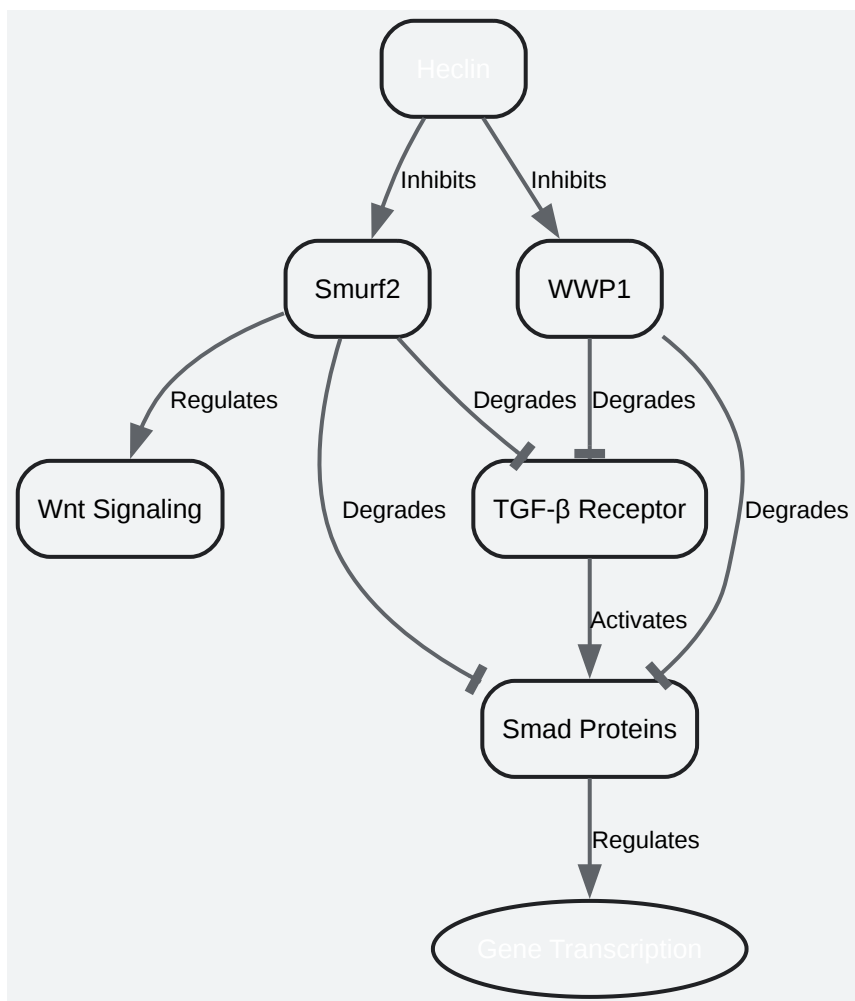 Heclin
Inhibits
Inhibits
Smurf2
WWP1
Regulates
Degrades
Degrades
Wnt Signaling
TGF-β Receptor
Degrades
Degrades
Activates
Smad Proteins
Regulates
Gene Transcription